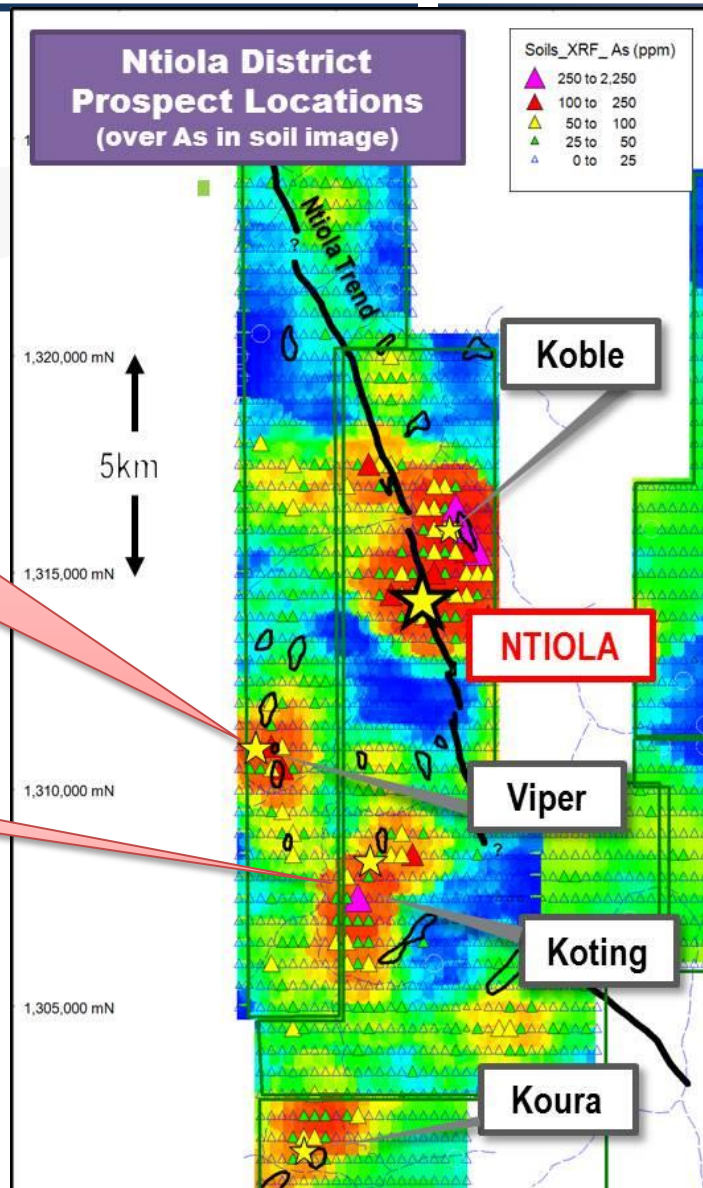 Ntiola District
Prospect Locations
(over As in soil image)
Soils_XRF_ As (ppm)
250 to 2,250
100 to 250
50 to 100
25 to 50
0 to 25
?
Ntiola Trend
1,320,000 mN
Koble
5km
1,315,000 mN
NTIOLA
1,310,000 mN
Viper
?
Koting
1,305,000 mN
Koura